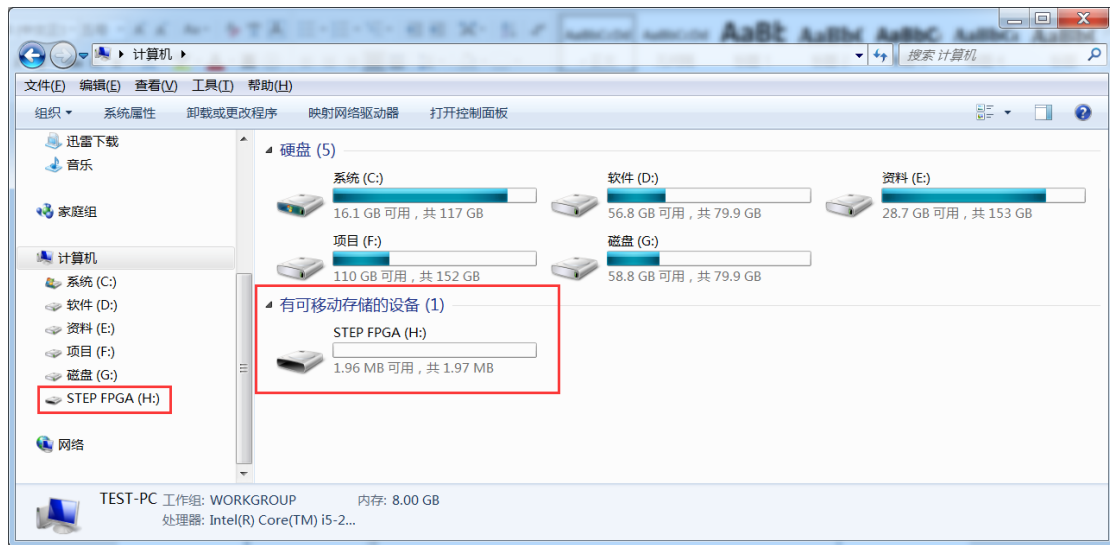 AaBb AaBbC
计算机
搜索 计算机
文件(F) 编辑(E) 查看(V) 工具(T) 帮助(H)
组织 系统属性 卸载或更改程序 映射网络驱动器 打开控制面板
迅雷下载
音乐
家庭组
计算机
系统 (C:)
软件 (D:)
资料 (E:)
项目 (F:)
磁盘 (G:)
STEP FPGA (H:)
网络
硬盘 (5)
系统 (C:)
16.1 GB 可用，共 117 GB
软件 (D:)
56.8 GB 可用，共 79.9 GB
资料 (E:)
28.7 GB 可用，共 153 GB
项目 (F:)
110 GB 可用，共 152 GB
磁盘 (G:)
58.8 GB 可用，共 79.9 GB
有可移动存储的设备 (1)
STEP FPGA (H:)
1.96 MB 可用，共 1.97 MB
TEST-PC 工作组: WORKGROUP 内存: 8.00 GB
处理器: Intel(R) Core(TM) i5-2...